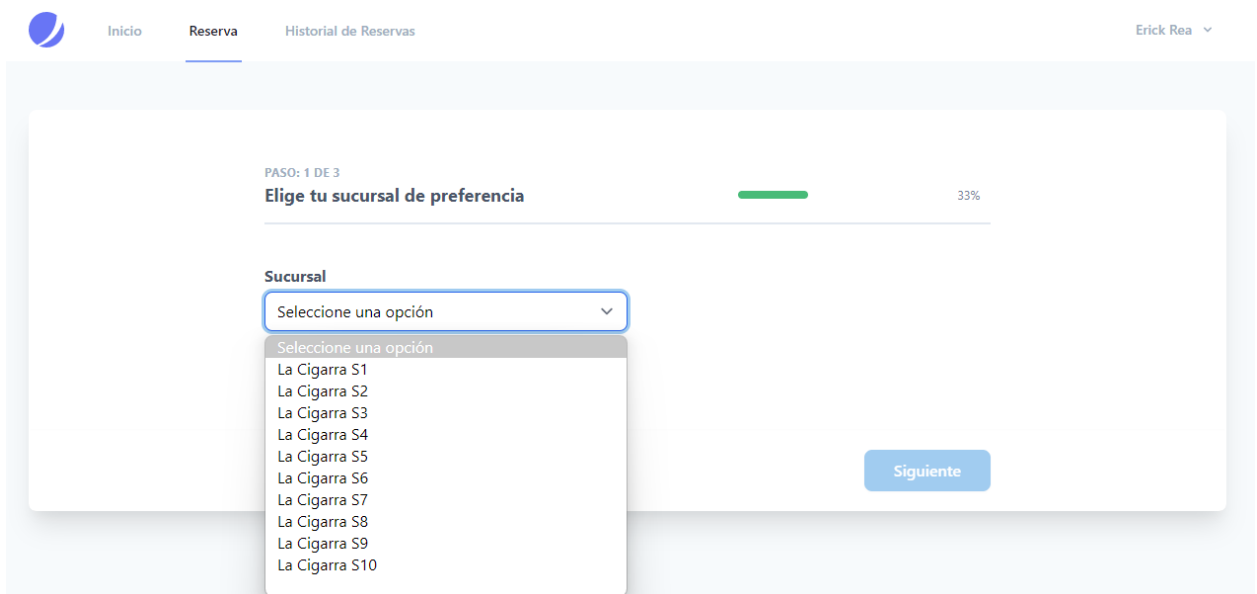 Inicio Reserva Historial de Reservas Erick Rea
PASO: 1 DE 3
Elige tu sucursal de preferencia 33%
Sucursal
Seleccione una opción
Seleccione una opción
La Cigarra S1
La Cigarra S2
La Cigarra S3
La Cigarra S4
La Cigarra S5
La Cigarra S6
La Cigarra S7
La Cigarra S8
La Cigarra S9
La Cigarra S10
Siguiente